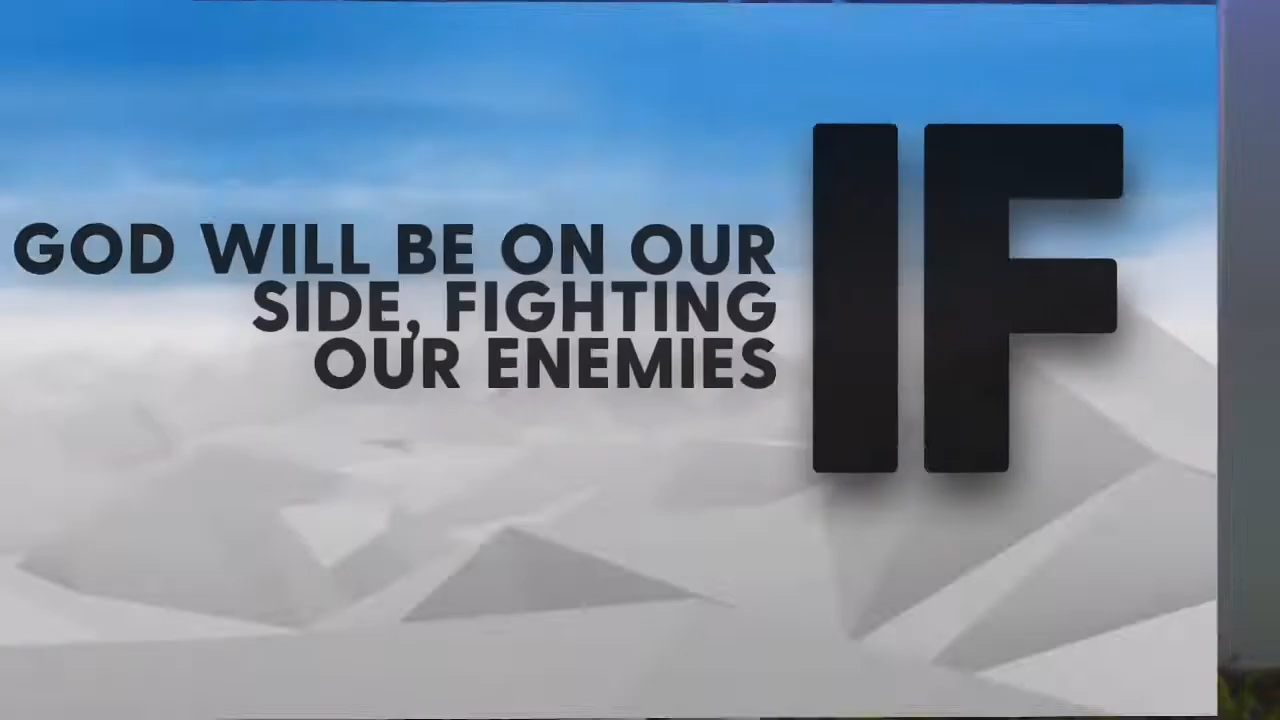 GOD WILL BE ON OUR
SIDE, FIGHTING
OUR ENEMIES
IF